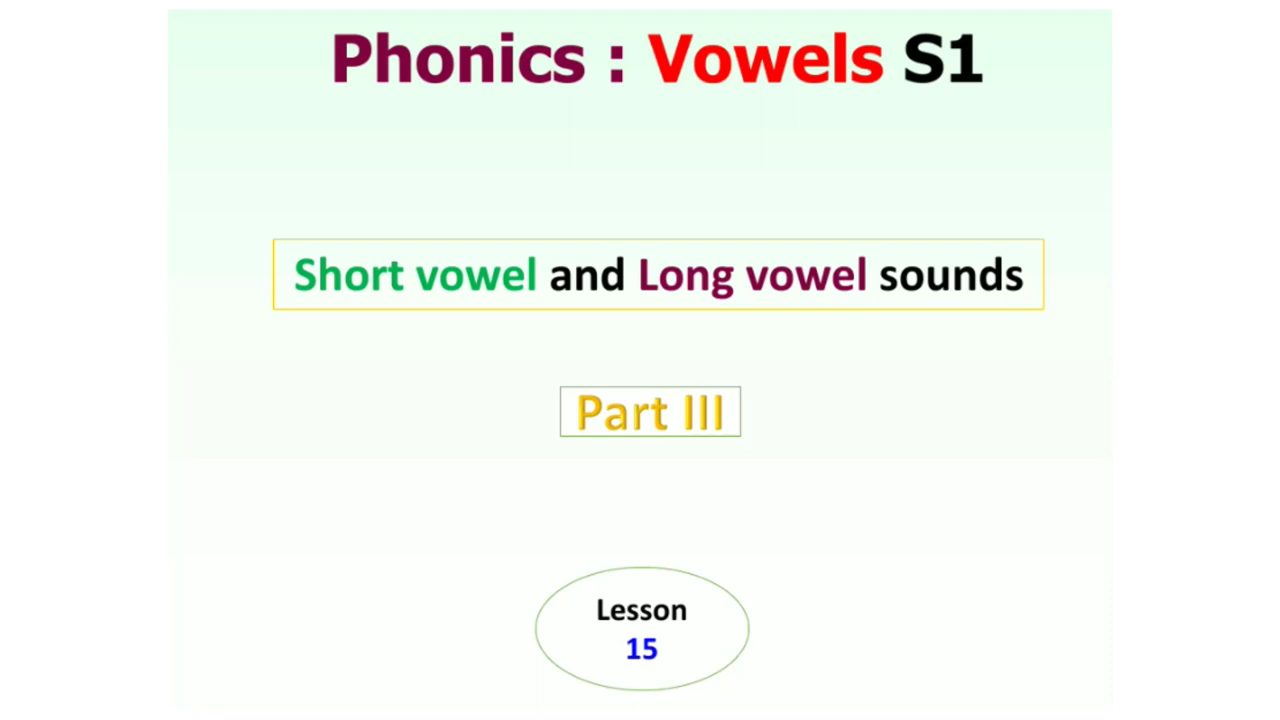 Phonics : Vowels S1
Short vowel and Long vowel sounds
Part III
Lesson
15